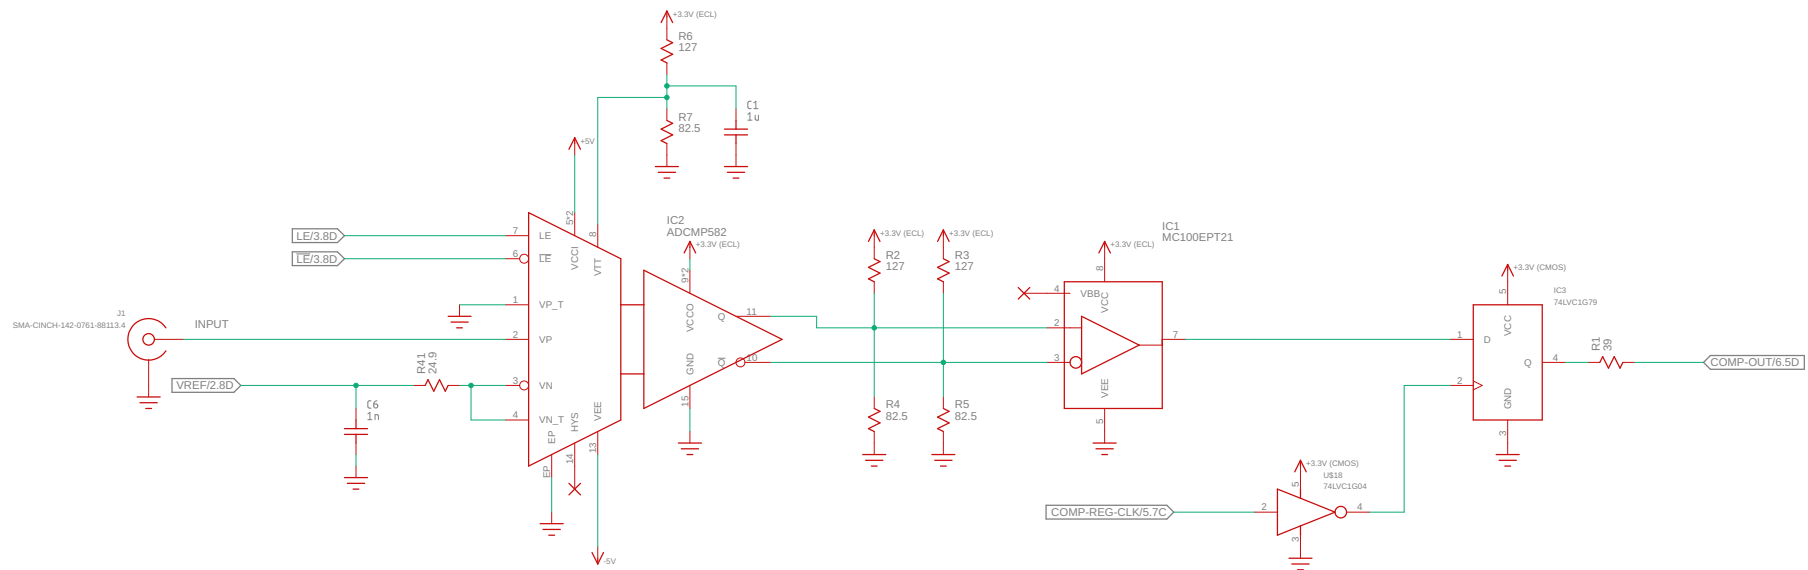 +3.3V (ECL)
R6
127
C1
1u
R7
82.5
+5V
IC2
ADCMP582
+3.3V (ECL)
5*2
8
VCCI
VTT
LE/3.8D
7
LE
LE/3.8D
6
LE
1
VP_T
J1
SMA-CINCH-142-0761-88113.4
INPUT
2
VP
VREF/2.8D
R41
24.9
3
VN
4
VN_T
C6
1n
EP
HYS
VEE
EP
14
13
-5V
9*2
VCCO
Q
11
Q
10
GND
15
+3.3V (ECL)
R2
127
+3.3V (ECL)
R3
127
R4
82.5
R5
82.5
IC1
MC100EPT21
+3.3V (ECL)
8
4
VBB
VCC
2
3
7
VEE
5
+3.3V (CMOS)
IC3
74LVC1G79
5
VCC
1
D
Q
4
2
GND
3
R1
39
COMP-OUT/6.5D
+3.3V (CMOS)
U$18
74LVC1G04
5
COMP-REG-CLK/5.7C
2
4
3